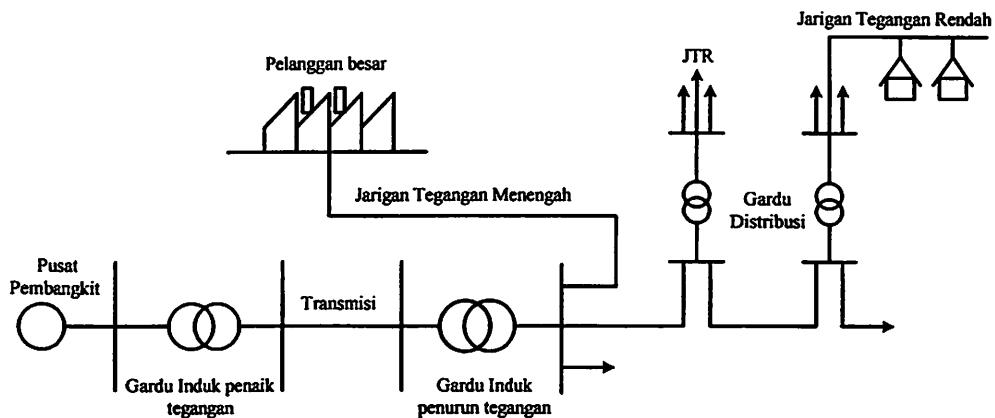 Jarigan Tegangan Rendah
Pelanggan besar
JTR
Jarigan Tegangan Menengah
Gardu
Distribusi
Pusat
Pembangkit
Transmisi
Gardu Induk penaik
tegangan
Gardu Induk
penurun tegangan